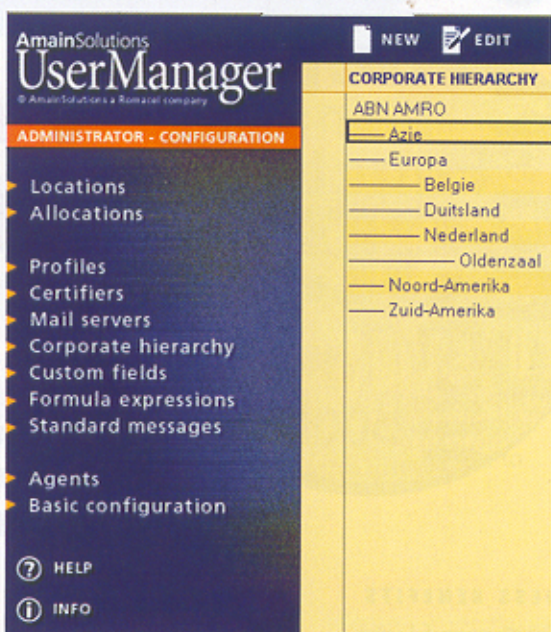 AmainSolutions
UserManager
© AmainSolutions a Romacel company
ADMINISTRATOR - CONFIGURATION
Locations
Allocations
Profiles
Certifiers
Mail servers
Corporate hierarchy
Custom fields
Formula expressions
Standard messages
Agents
Basic configuration
HELP
INFO
NEW EDIT
CORPORATE HIERARCHY
ABN AMRO
Azie
Europa
Belgie
Duitsland
Nederland
Oldenzaal
Noord-Amerika
Zuid-Amerika